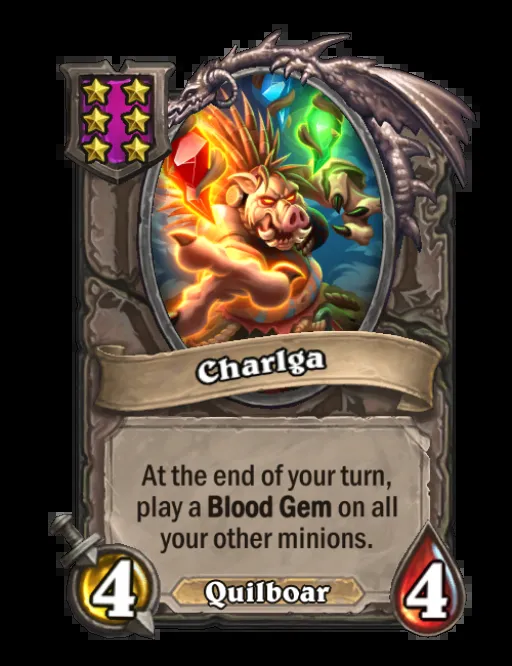 Charlga
At the end of your turn,
play a Blood Gem on all
your other minions.
4
Quilboar
4